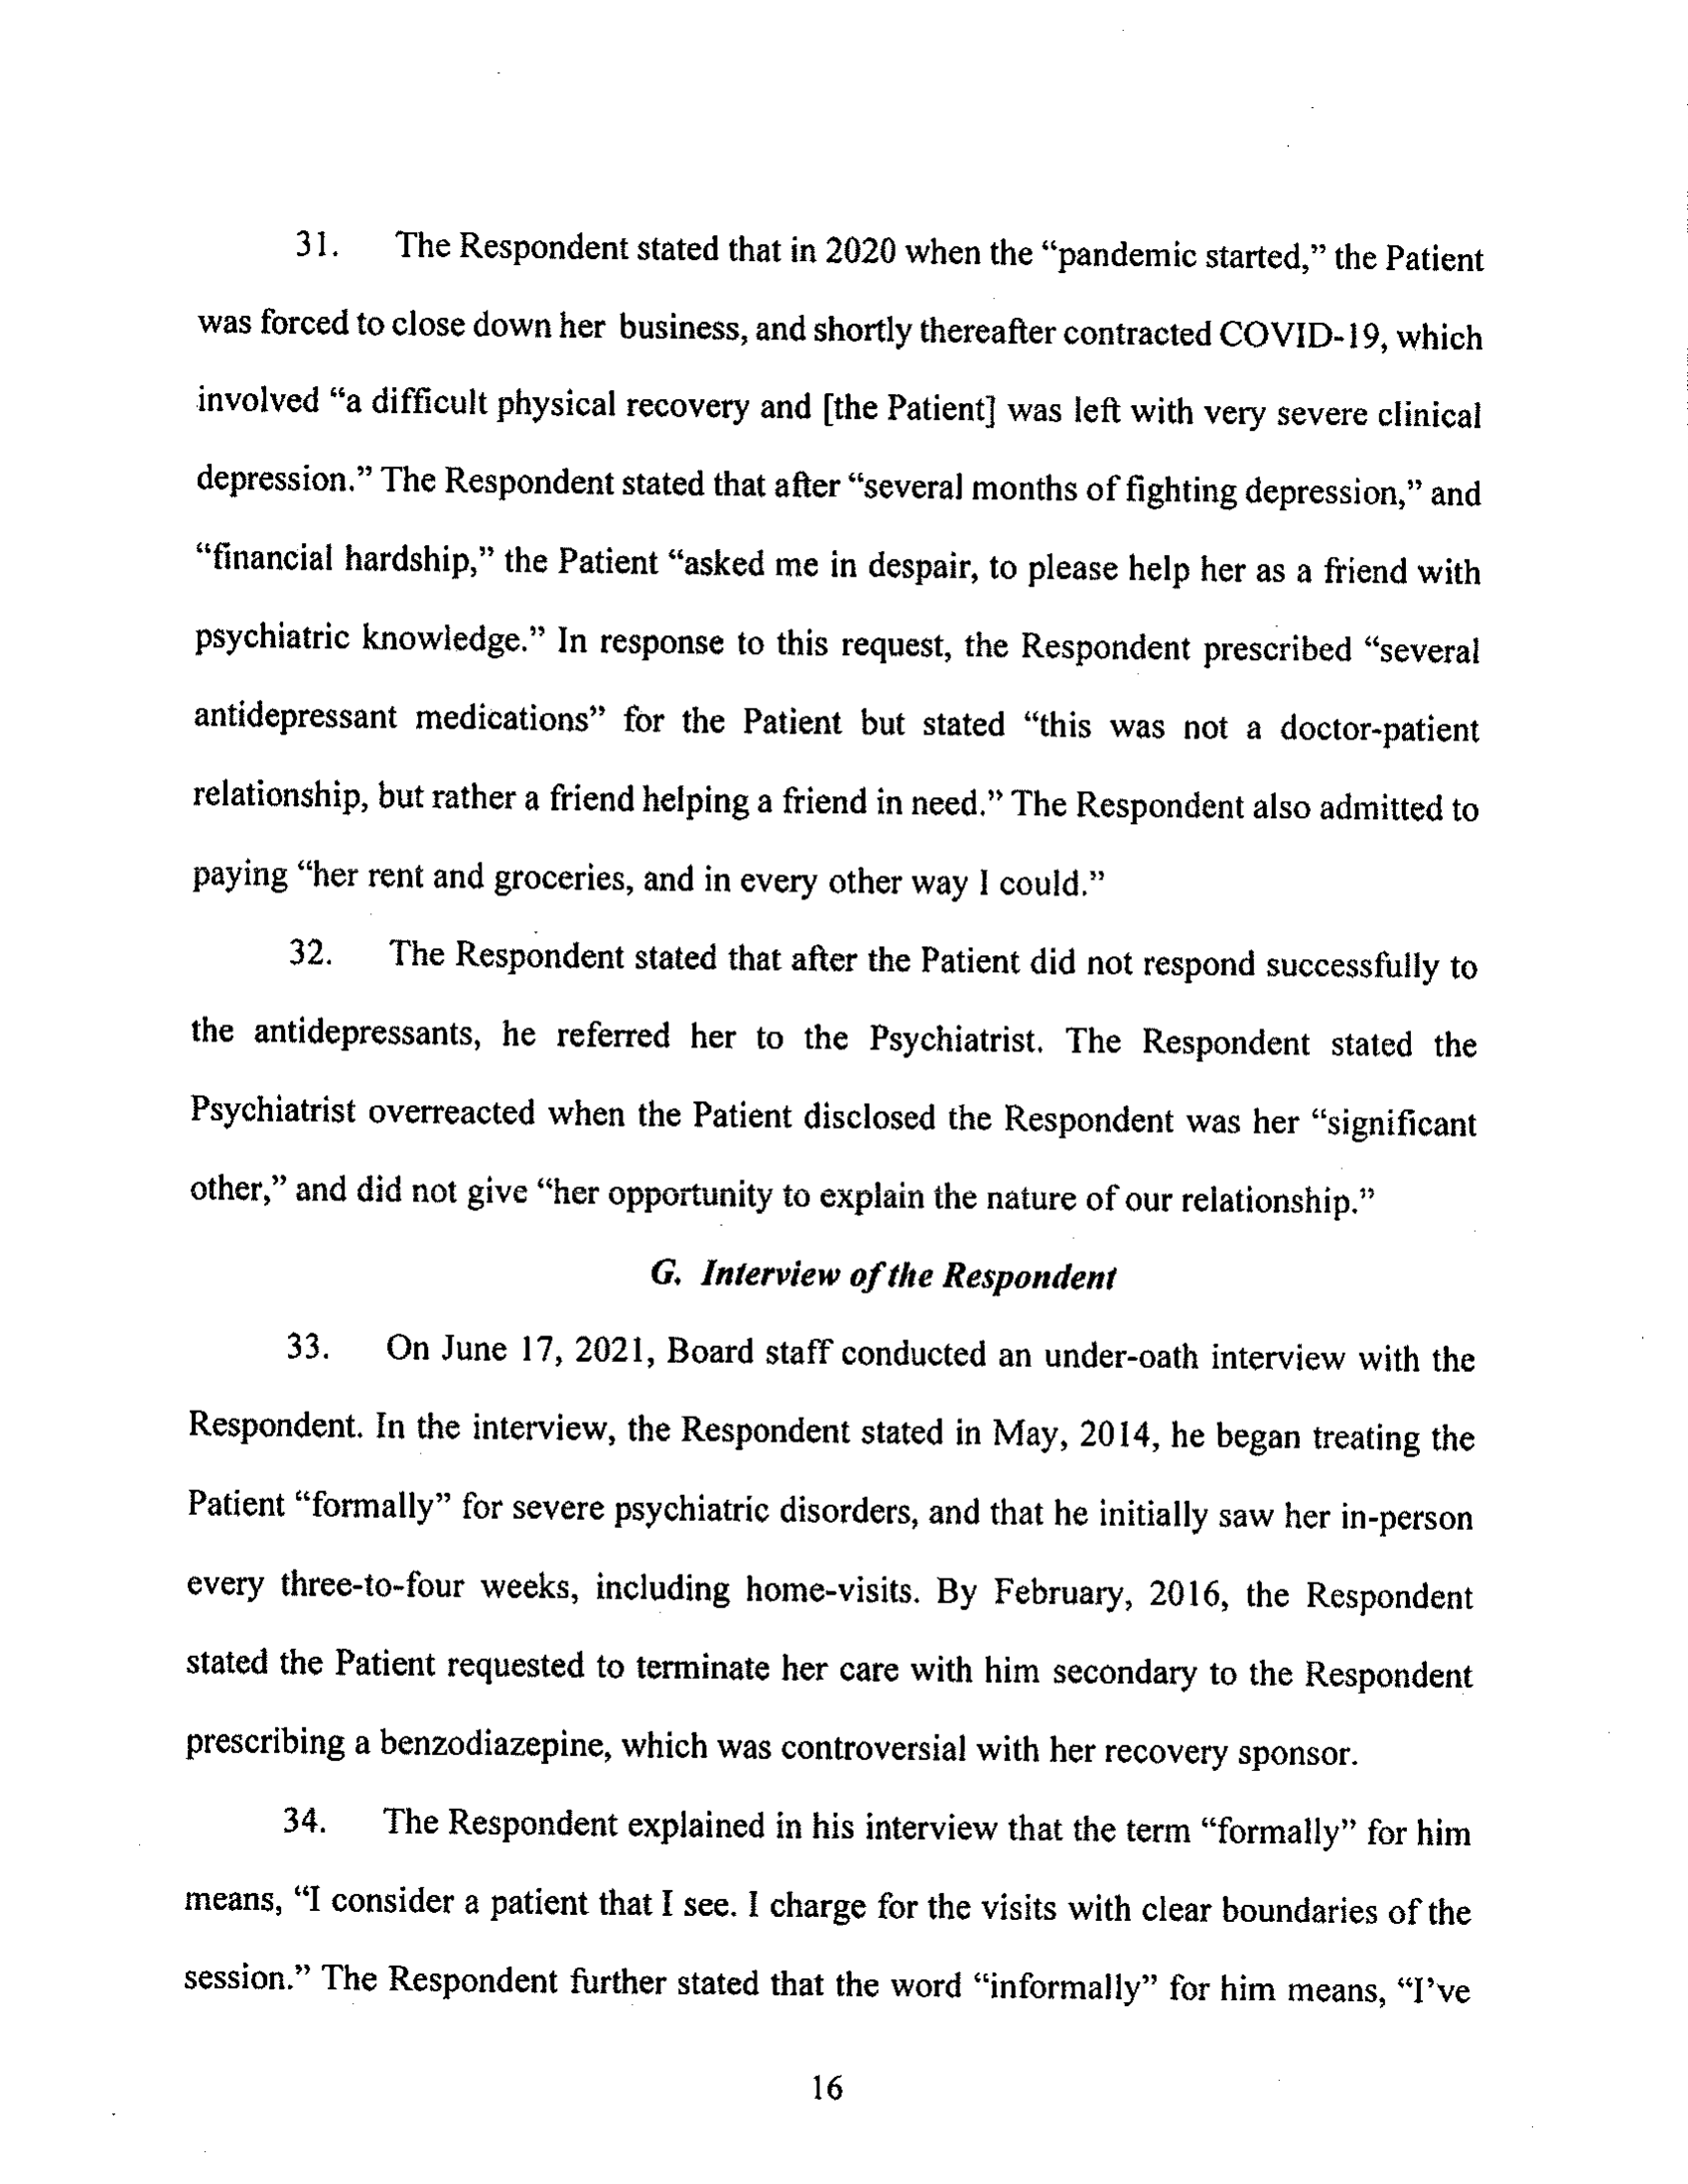 31. The Respondent stated that in 2020 when the “pandemic started,” the Patient
was forced to close down her business, and shortly thereafter contracted COVID-19, which
involved “a difficult physical recovery and [the Patient] was left with very severe clinical
depression.” The Respondent stated that after “several months of fighting depression,” and
“financial hardship,” the Patient “asked me in despair, to please help her as a friend with
psychiatric knowledge.” In response to this request, the Respondent prescribed “several
antidepressant medications” for the Patient but stated “this was not a doctor-patient
relationship, but rather a friend helping a friend in need.” The Respondent also admitted to
paying “her rent and groceries, and in every other way I could.”
32. The Respondent stated that after the Patient did not respond successfully to
the antidepressants, he referred her to the Psychiatrist. The Respondent stated the
Psychiatrist overreacted when the Patient disclosed the Respondent was her “significant
other,” and did not give “her opportunity to explain the nature of our relationship.”
G. Interview of the Respondent
33. On June 17, 2021, Board staff conducted an under-oath interview with the
Respondent. In the interview, the Respondent stated in May, 2014, he began treating the
Patient “formally” for severe psychiatric disorders, and that he initially saw her in-person
every three-to-four weeks, including home-visits. By February, 2016, the Respondent
stated the Patient requested to terminate her care with him secondary to the Respondent
prescribing a benzodiazepine, which was controversial with her recovery sponsor.
34. The Respondent explained in his interview that the term “formally” for him
means, “I consider a patient that I see. I charge for the visits with clear boundaries of the
session.” The Respondent further stated that the word “informally” for him means, “I’ve
16